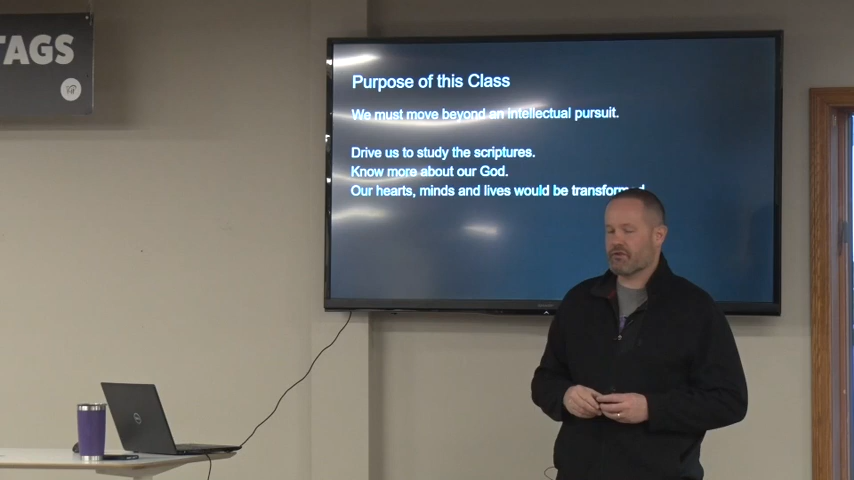 TAGS
Purpose of this Class
We must move beyond an intellectual pursuit.
Drive us to study the scriptures.
Know more about our God.
Our hearts, minds and lives would be transformed
DELL